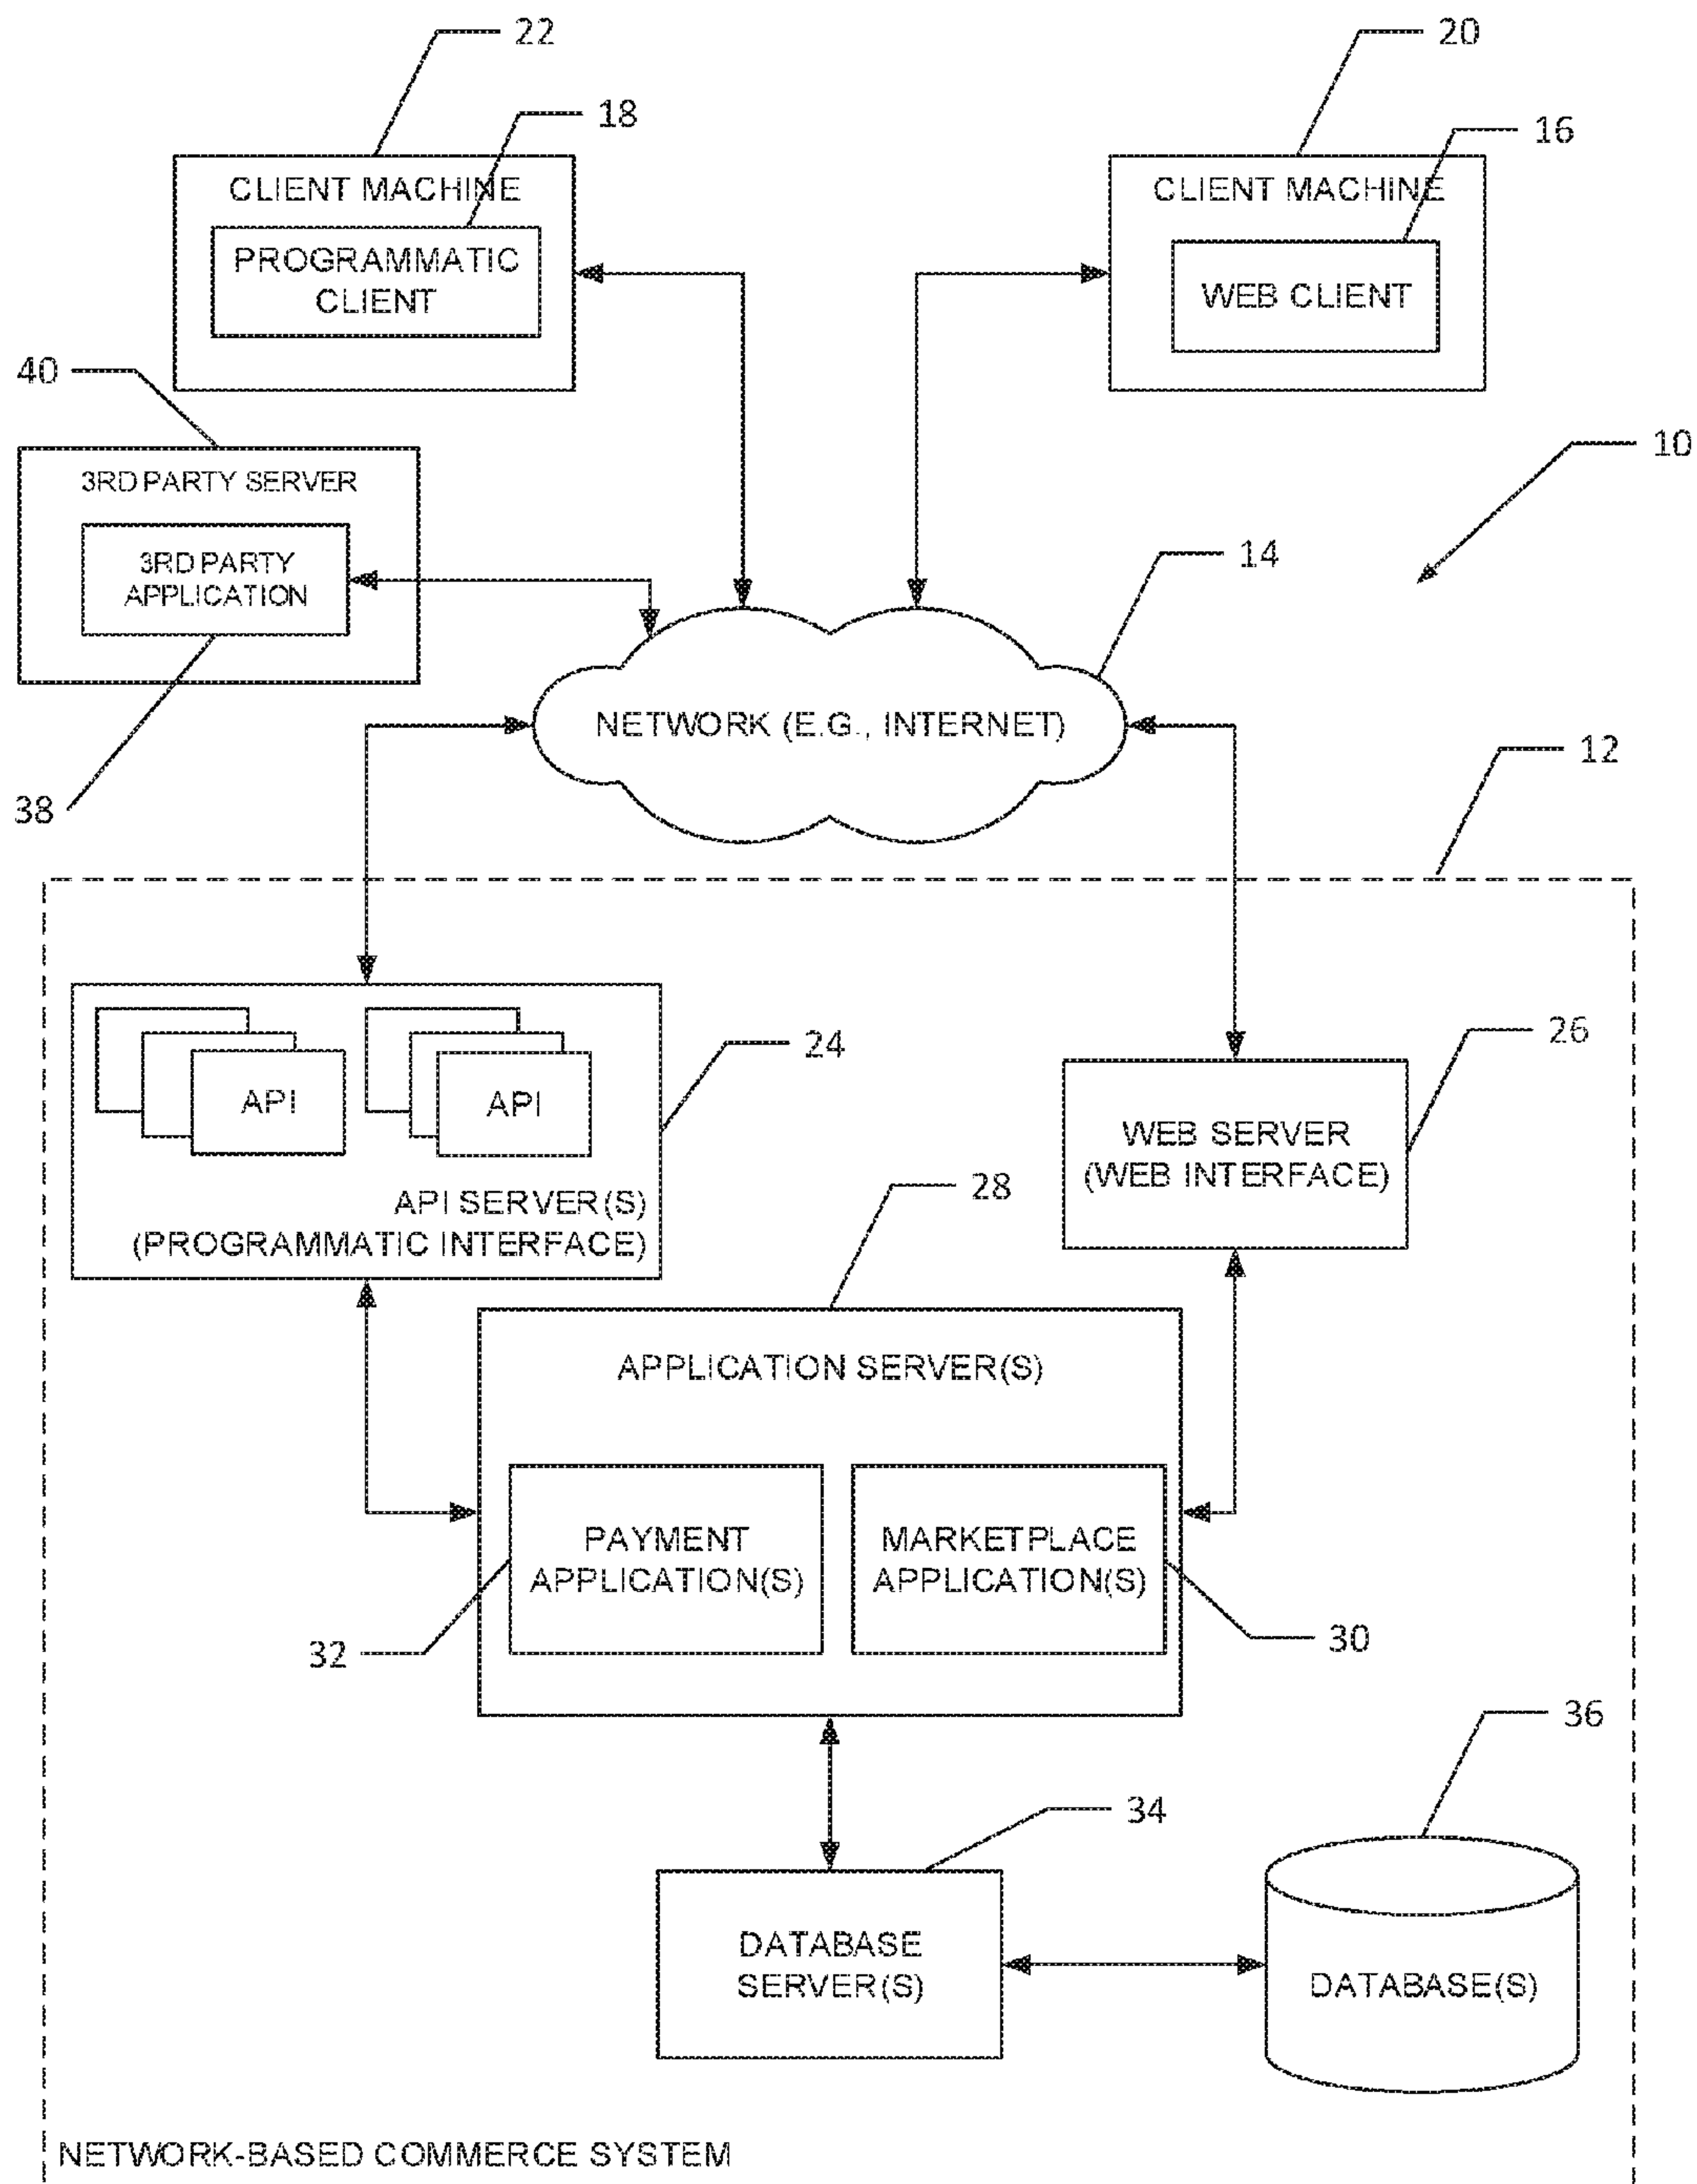 22
20
18
16
CLIENT MACHINE
CLIENT MACHINE
PROGRAMMATIC
CLIENT
WEB CLIENT
40
10
3RD PARTY SERVER
3RD PARTY
APPLICATION
14
NETWORK (E.G., INTERNET)
12
38
24
26
API
API
WEB SERVER
(WEB INTERFACE)
28
API SERVER(S)
(PROGRAMMATIC INTERFACE)
APPLICATION SERVER(S)
PAYMENT
APPLICATION(S)
MARKETPLACE
APPLICATION(S)
32
30
36
34
DATABASE
SERVER(S)
DATABASE(S)
NETWORK-BASED COMMERCE SYSTEM